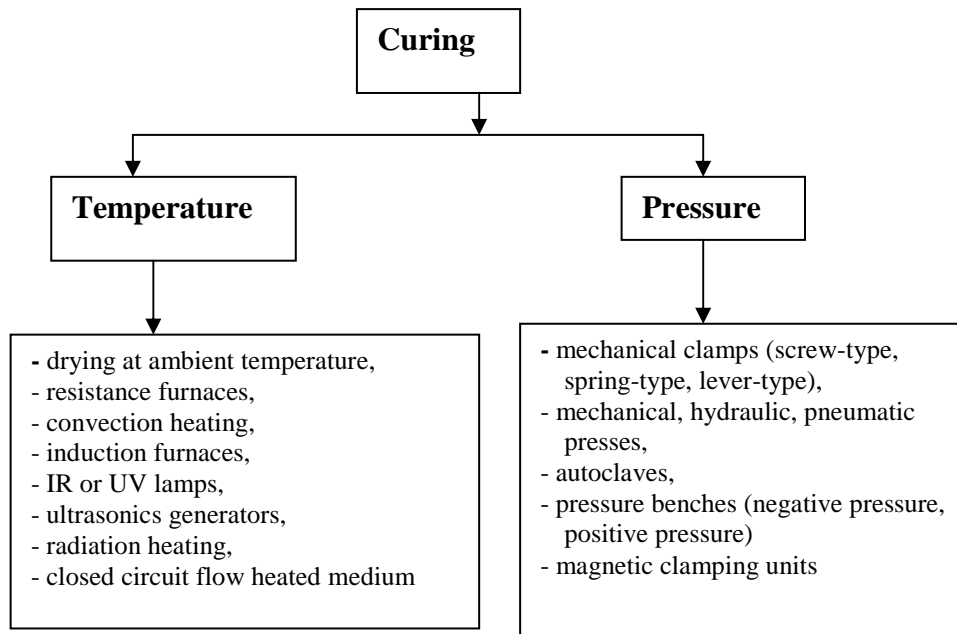 Curing
Temperature
Pressure
- drying at ambient temperature,
- resistance furnaces,
- convection heating,
- induction furnaces,
- IR or UV lamps,
- ultrasonics generators,
- radiation heating,
- closed circuit flow heated medium
- mechanical clamps (screw-type,
spring-type, lever-type),
- mechanical, hydraulic, pneumatic
presses,
- autoclaves,
- pressure benches (negative pressure,
positive pressure)
- magnetic clamping units